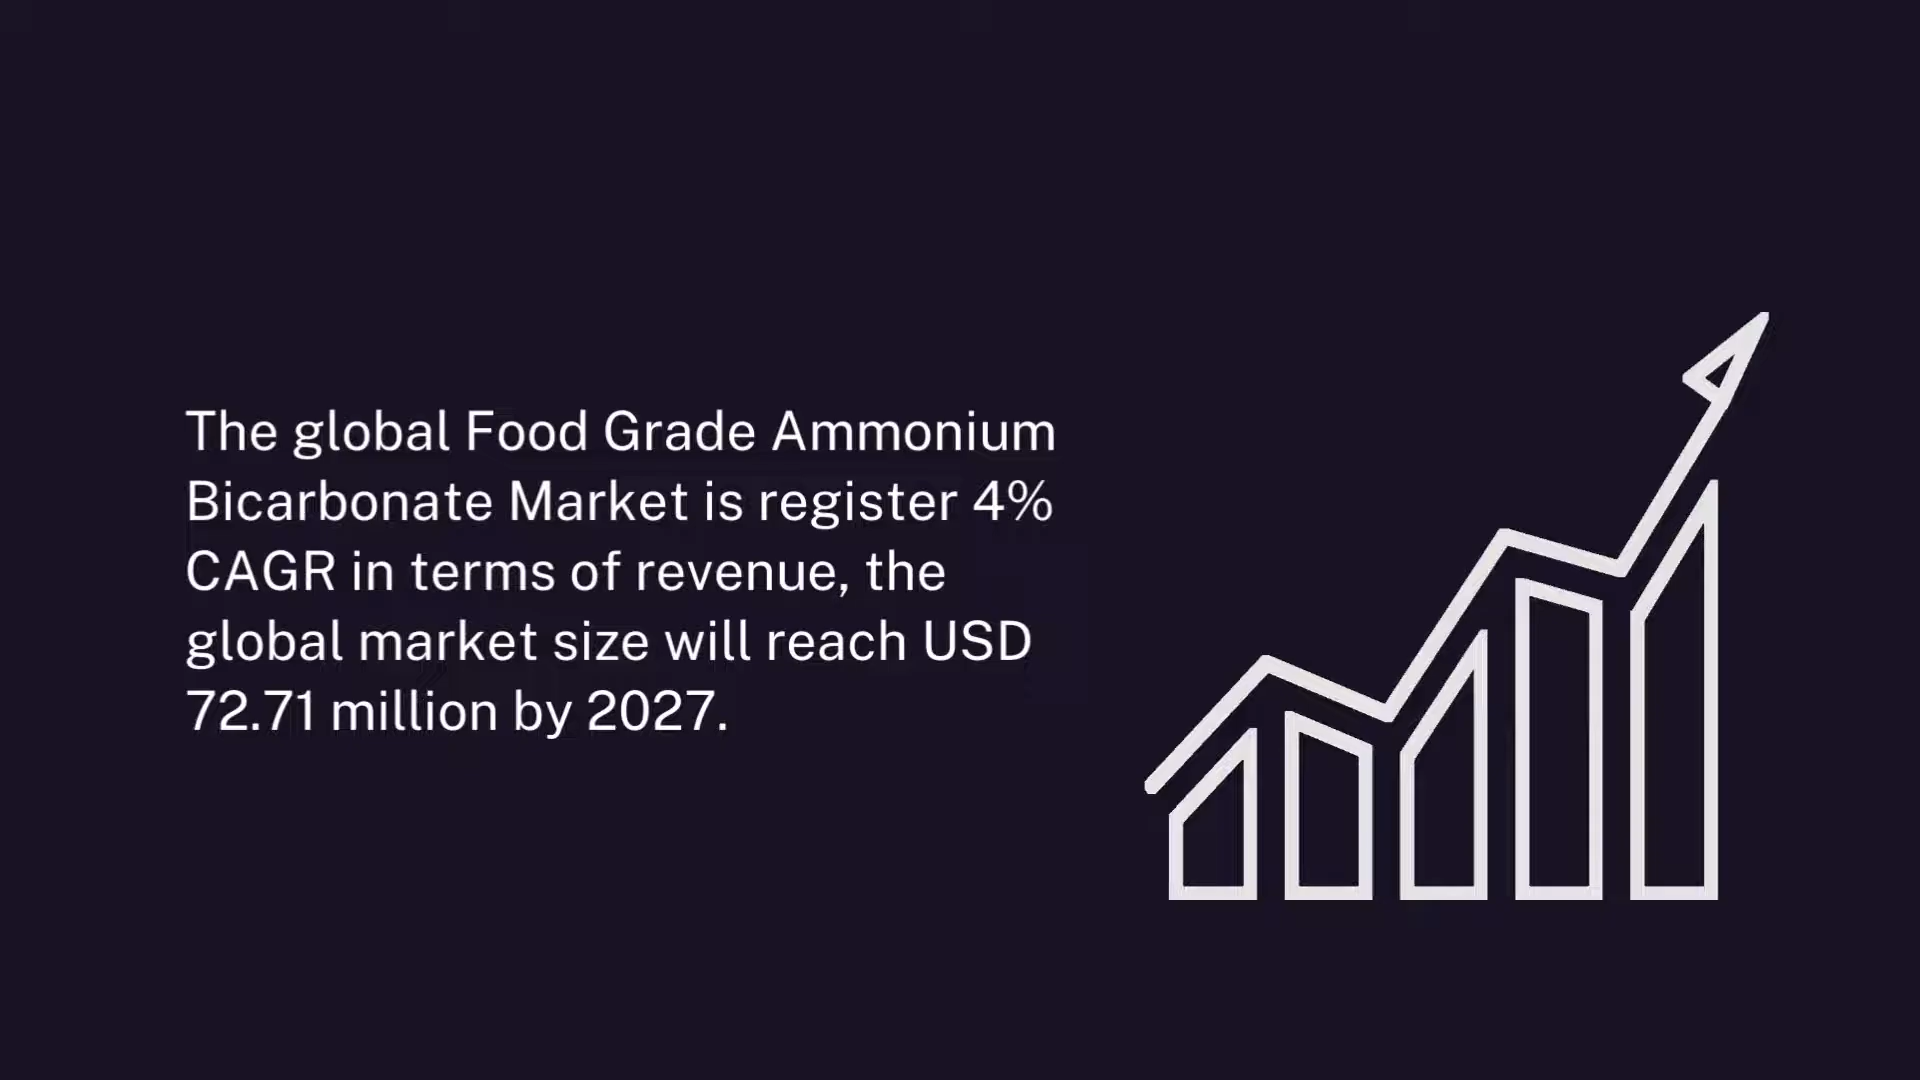 The global Food Grade Ammonium
Bicarbonate Market is register 4%
CAGR in terms of revenue, the
global market size will reach USD
72.71 million by 2027.